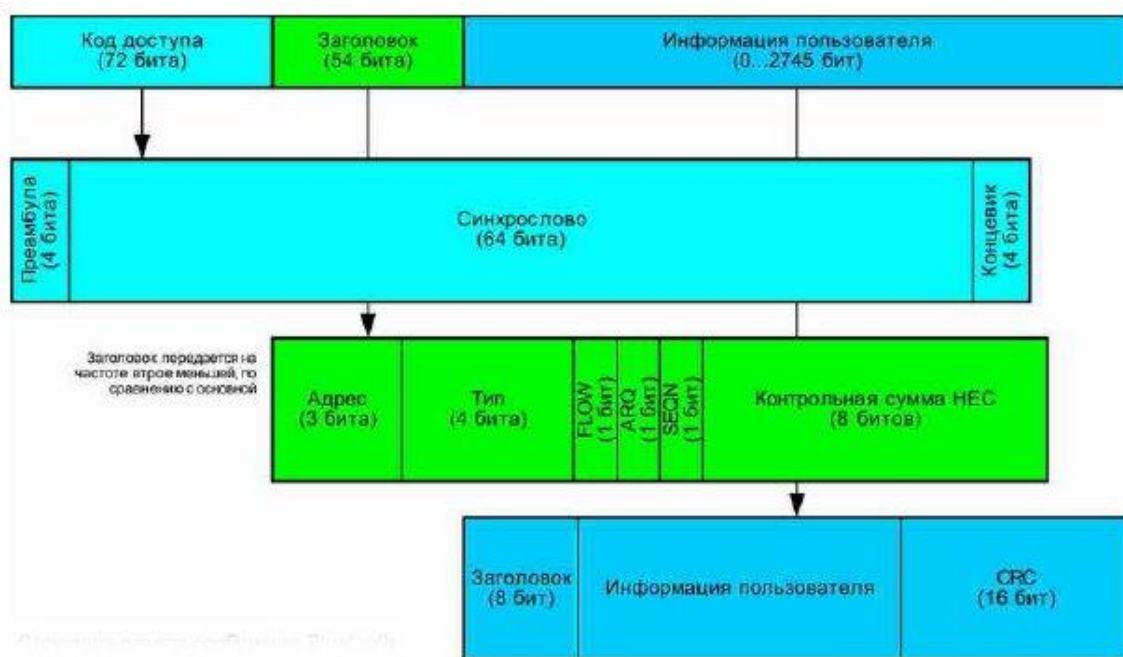 Код доступа
(72 бита)
Заголовок
(54 бита)
Информация пользователя
(0...2745 бит)
Преамбула
(4 бита)
Синхрослово
(64 бита)
Концевик
(4 бита)
Заголовок передается на
частоте втрое меньшей, по
сравнению с основной
Адрес
(3 бита)
Тип
(4 бита)
FLOW
(1 бит)
ARQ
(1 бит)
SEQN
(1 бит)
Контрольная сумма HEC
(8 битов)
Заголовок
(8 бит)
Информация пользователя
CRC
(16 бит)